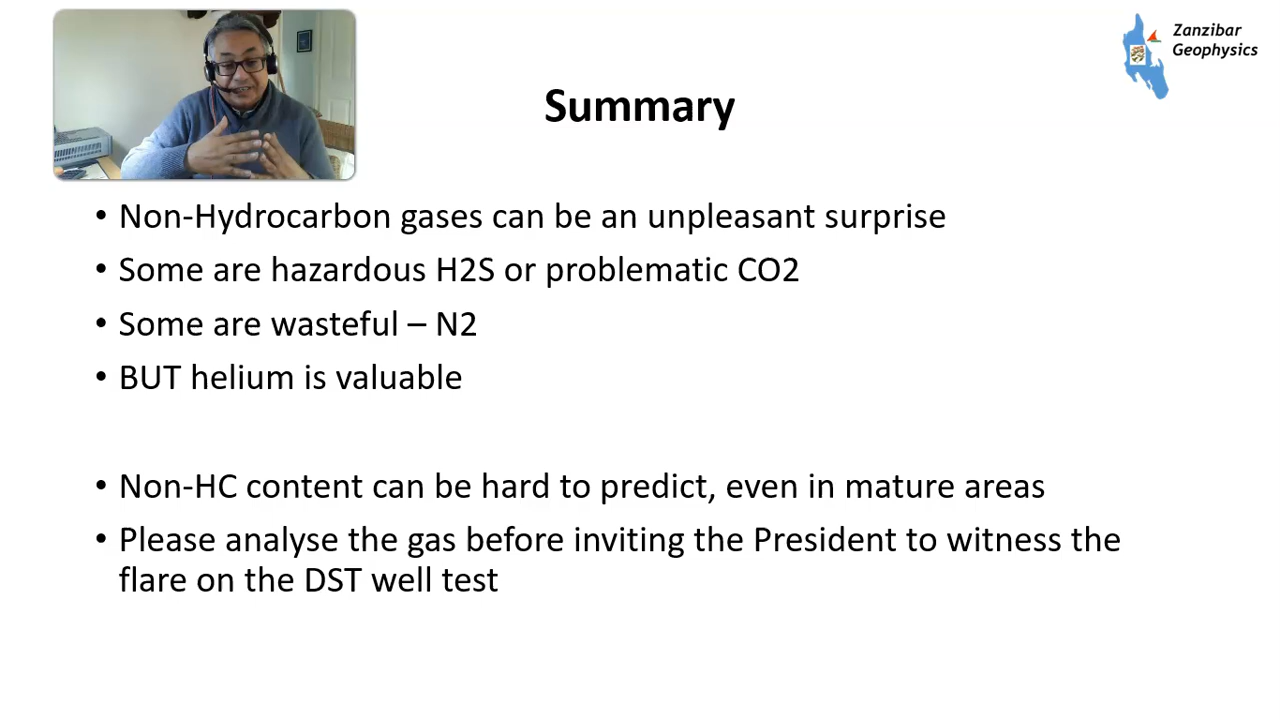 Zanzibar
Geophysics
Summary
• Non-Hydrocarbon gases can be an unpleasant surprise
• Some are hazardous H2S or problematic CO2
• Some are wasteful – N2
• BUT helium is valuable
• Non-HC content can be hard to predict, even in mature areas
• Please analyse the gas before inviting the President to witness the
flare on the DST well test